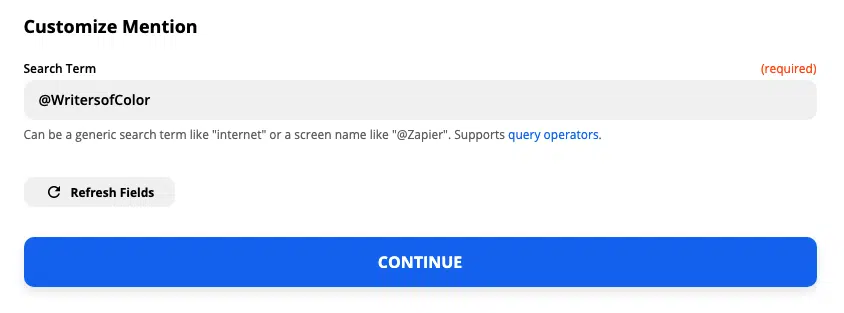 Customize Mention
Search Term (required)
@WritersofColor
Can be a generic search term like "internet" or a screen name like "@Zapier". Supports query operators.
Refresh Fields
CONTINUE